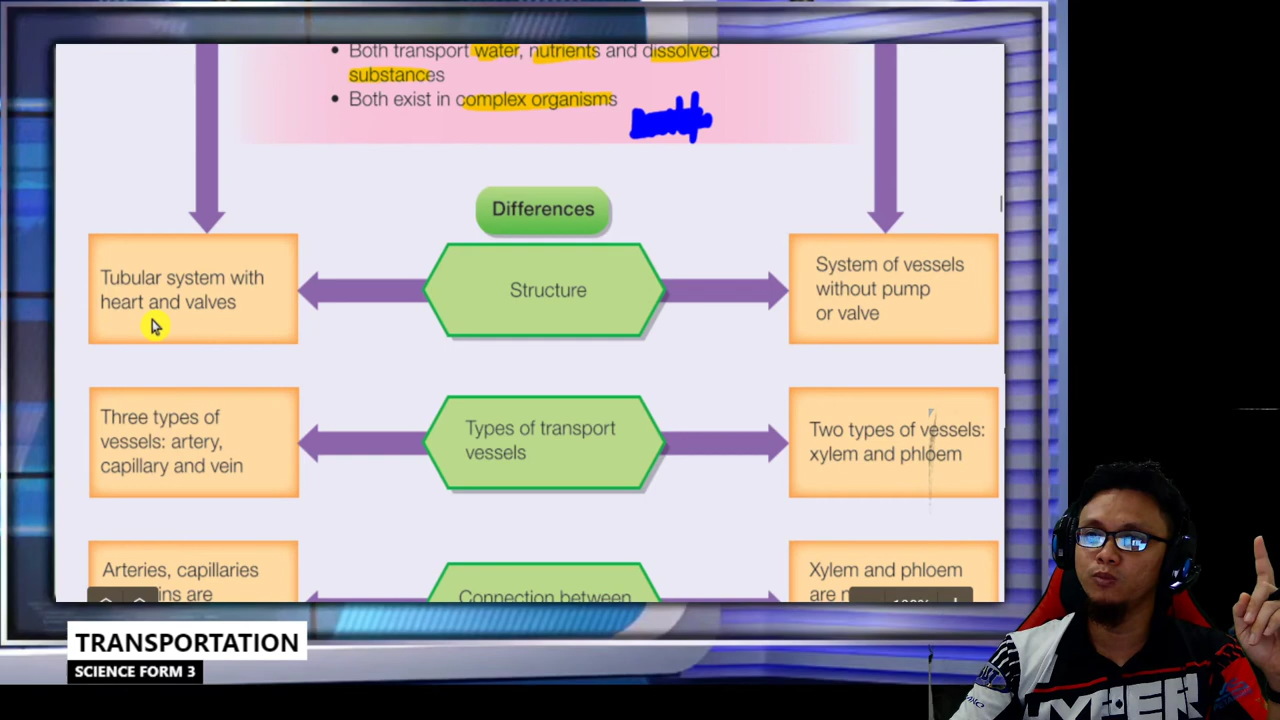 • Both transport water, nutrients and dissolved
substances
• Both exist in complex organisms
Differences
Tubular system with
heart and valves
Structure
System of vessels
without pump
or valve
Three types of
vessels: artery,
capillary and vein
Types of transport
vessels
Two types of vessels:
xylem and phloem
Arteries, capillaries
are
Connection between
Xylem and phloem
are
TRANSPORTATION
SCIENCE FORM 3
HYPER